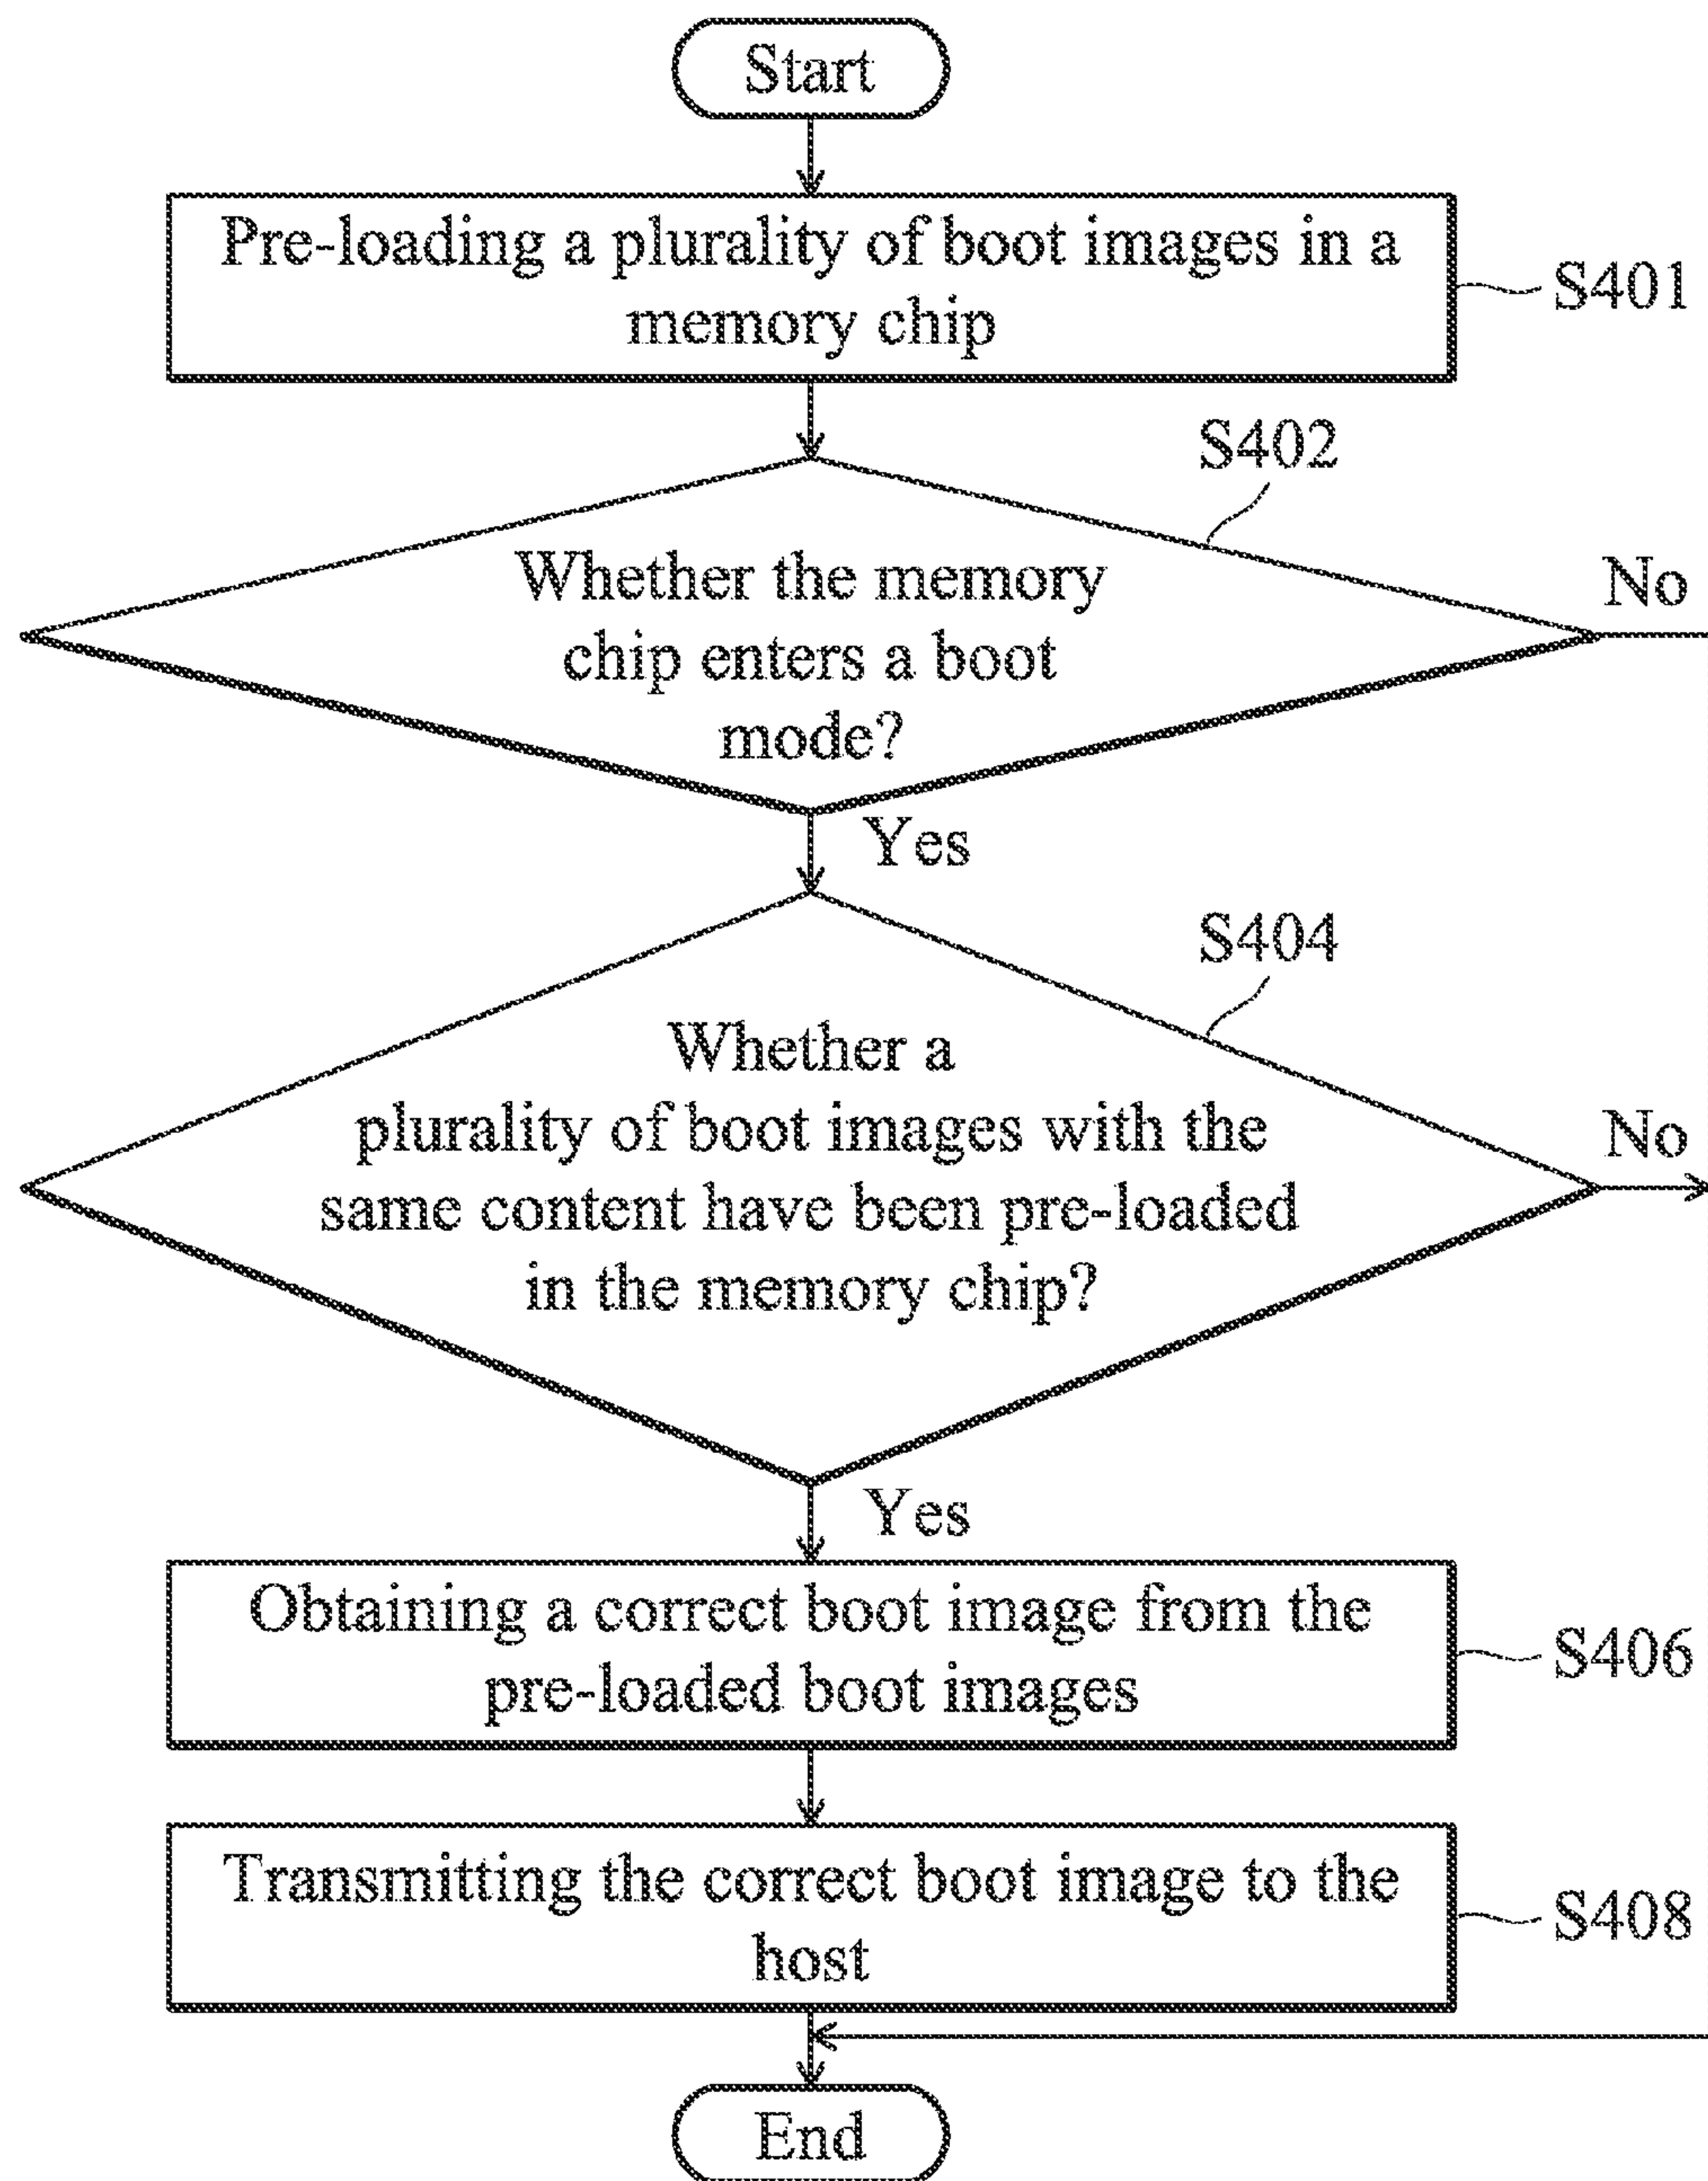 Start
Pre-loading a plurality of boot images in a
memory chip
S401
S402
Whether the memory
chip enters a boot
mode?
No
Yes
S404
Whether a
plurality of boot images with the
same content have been pre-loaded
in the memory chip?
No
Yes
Obtaining a correct boot image from the
pre-loaded boot images
S406
Transmitting the correct boot image to the
host
S408
End